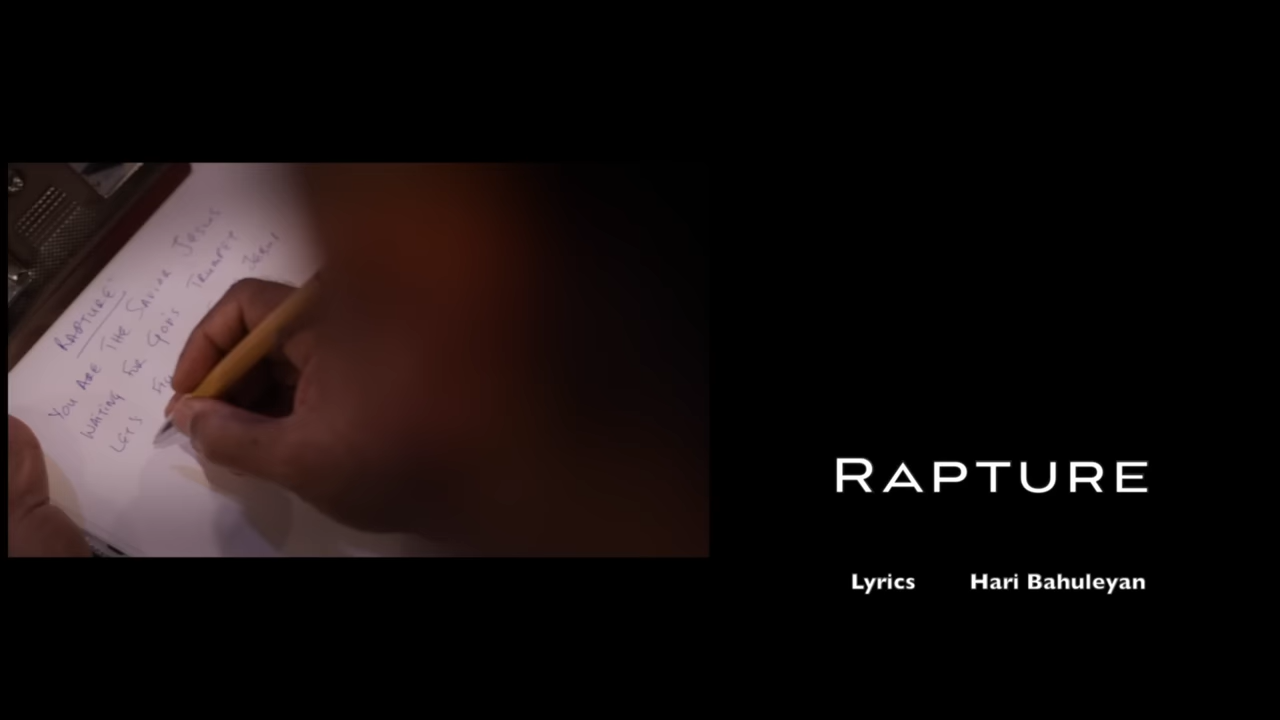 RAPTURE
YOU ARE THE SAVIOR JESUS
WAITING FOR GOD'S TRUMPET
LET'S
RAPTURE
Lyrics Hari Bahuleyan